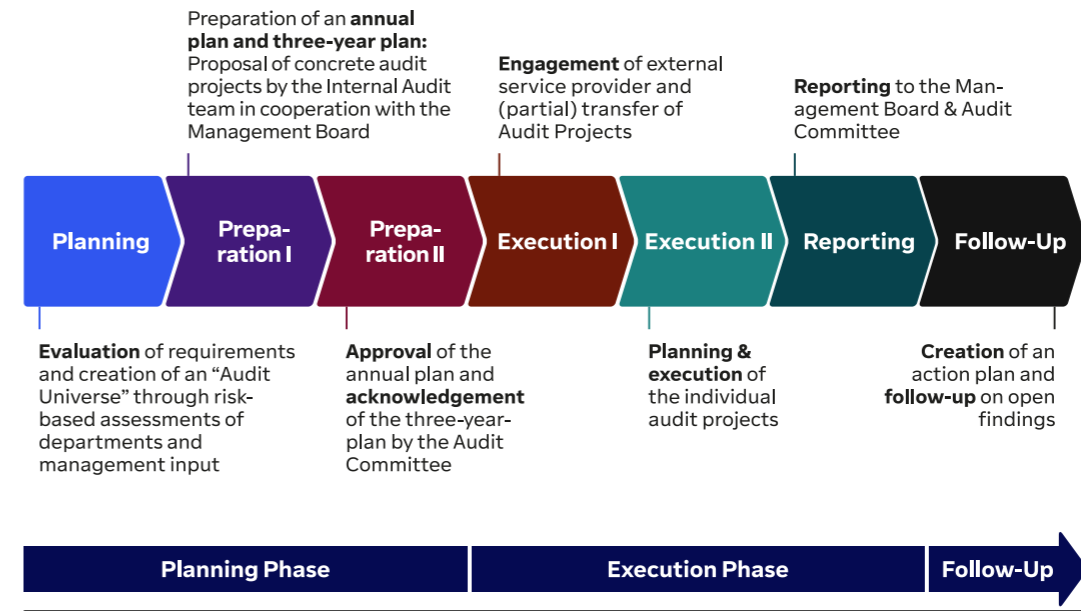 Preparation of an annual
plan and three-year plan:
Proposal of concrete audit
projects by the Internal Audit
team in cooperation with the
Management Board
Engagement of external
service provider and
(partial) transfer of
Audit Projects
Reporting to the Man-
agement Board & Audit
Committee
Planning
Prepa-
ration I
Prepa-
ration II
Execution I
Execution II
Reporting
Follow-Up
Evaluation of requirements
and creation of an “Audit
Universe” through risk-
based assessments of
departments and
management input
Approval of the
annual plan and
acknowledgement
of the three-year-
plan by the Audit
Committee
Planning &
execution of
the individual
audit projects
Creation of an
action plan and
follow-up on open
findings
Planning Phase
Execution Phase
Follow-Up